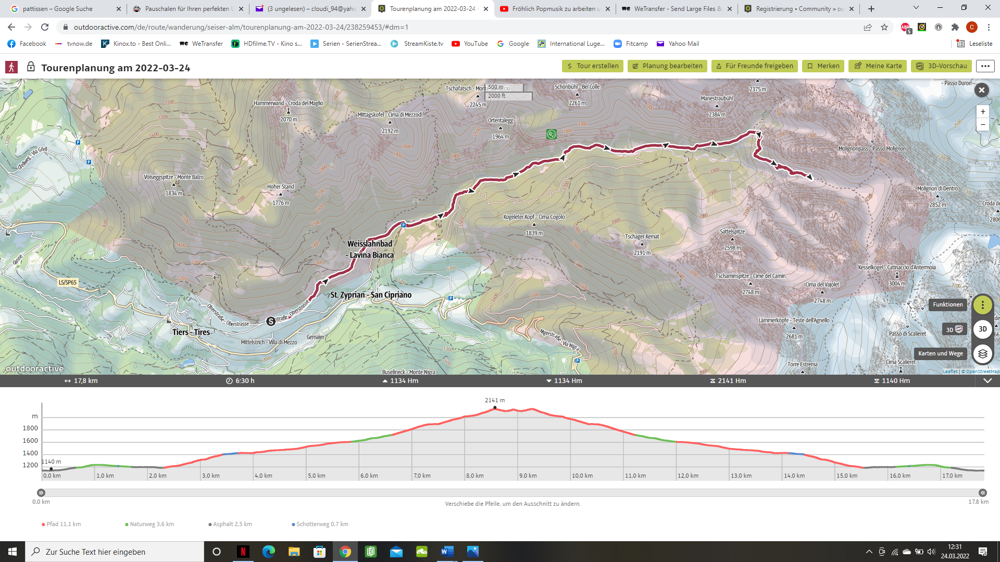 pattissen – Google Suche
Pauschalen für Ihren perfekten U
(3 ungelesen) – cloudi_94@yaho
Tourenplanung am 2022-03-24
Fröhlich Popmusik zu arbeiten u
WeTransfer - Send Large Files &
Registrierung • Community » ou
outdooractive.com/de/route/wanderung/seiser-alm/tourenplanung-am-2022-03-24/238259453/#dm=1
ABP
5
C
Facebook
tvnow.de
Kinox.to - Best Onli...
WeTransfer
HDfilme.TV - Kino s...
Serien - SerienStrea...
StreamKiste.tv
YouTube
Google
International Luge...
Fitcamp
Yahoo Mail
Leseliste
Tourenplanung am 2022-03-24
Tour erstellen
Planung bearbeiten
Für Freunde freigeben
Merken
Meine Karte
3D-Vorschau
500 m
2000 ft
Schönbühl - Bel Colle
2261 m
2245 m
2375 m
- Passo Duron
Manestraubühl
2384 m
Hammerwand - Croda del Maglio
2070 m
Mittagskofel - Cima di Mezzodì
2192 m
Ortentalegg
1964 m
Molignonpass - Passo Molignon
Gfellweg - Via Gfell
Völseggspitze - Monte Balzo
1834 m
Hoher Stand
1776 m
Molignon di Dentro
2852 m
Kogeleter Kopf - Cima Cogolo
1839 m
Tschager Kemat
2191 m
Sattelspitze
2598 m
Weisslahnbad
- Lavina Bianca
Kesselkogel - Catinaccio d'Antermoia
3004 m
Tschaminspitze - Cime del Camin
2748 m
Cima del Vajolet
2748 m
LS/SP65
St. Zyprian - San Cipriano
Funktionen
Oberstraße - Oberstrasse
straße - Oberstrasse
S
Tiers - Tires
Mittelstrich - Villa di Mezzo
Gemaier
Nigerstraße - Via Nigra
Lämmerköpfe - Teste dell'Agnello
2681 m
Passo di Scalieret
3D
3D
Karten und Wege
Torre Estrema
Cima Scalieret
Buselineck - Monte Nigra
outdooractive
Leaflet | © OpenStreetMap
17,8 km
6:30 h
1134 Hm
1134 Hm
2141 Hm
1140 Hm
2141 m
m
1800
1600
1400
1200
1140 m
0,0 km
1,0 km
2,0 km
3,0 km
4,0 km
5,0 km
6,0 km
7,0 km
8,0 km
9,0 km
10,0 km
11,0 km
12,0 km
13,0 km
14,0 km
15,0 km
16,0 km
17,0 km
0,0 km
Verschiebe die Pfeile, um den Ausschnitt zu ändern.
17,8 km
Pfad 11,1 km
Naturweg 3,6 km
Asphalt 2,5 km
Schotterweg 0,7 km
Zur Suche Text hier eingeben
12:31
24.03.2022